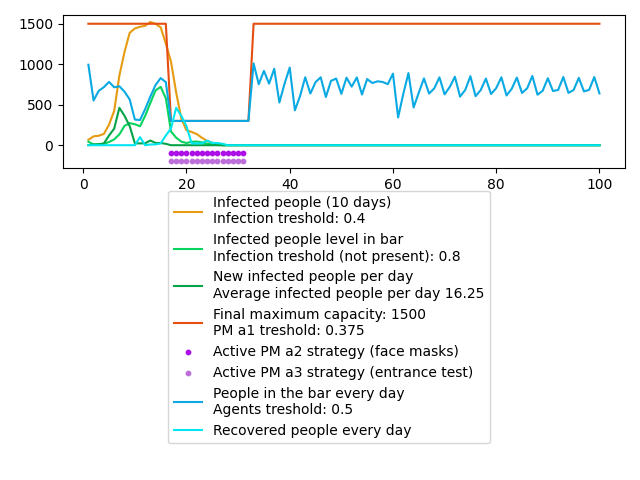 1500
1000
500
0
0
20
40
60
80
100
Infected people (10 days)
Infection treshold: 0.4
Infected people level in bar
Infection treshold (not present): 0.8
New infected people per day
Average infected people per day 16.25
Final maximum capacity: 1500
PM a1 treshold: 0.375
Active PM a2 strategy (face masks)
Active PM a3 strategy (entrance test)
People in the bar every day
Agents treshold: 0.5
Recovered people every day